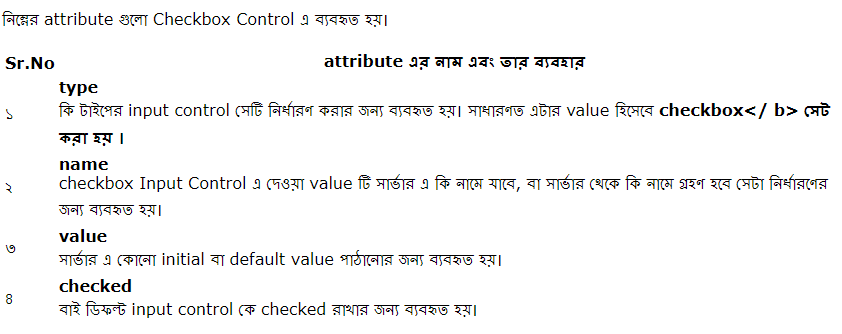 নিম্নের attribute গুলো Checkbox Control এ ব্যবহৃত হয়।
Sr.No attribute এর নাম এবং তার ব্যবহার
type
১ কি টাইপের input control সেটি নির্ধারণ করার জন্য ব্যবহৃত হয়। সাধারণত এটার value হিসেবে checkbox</ b> সেট
করা হয় ।
name
২ checkbox Input Control এ দেওয়া value টি সার্ভার এ কি নামে যাবে, বা সার্ভার থেকে কি নামে গ্রহণ হবে সেটা নির্ধারণের
জন্য ব্যবহৃত হয়।
value
৩ সার্ভার এ কোনো initial বা default value পাঠানোর জন্য ব্যবহৃত হয়।
checked
৪ বাই ডিফল্ট input control কে checked রাখার জন্য ব্যবহৃত হয়।